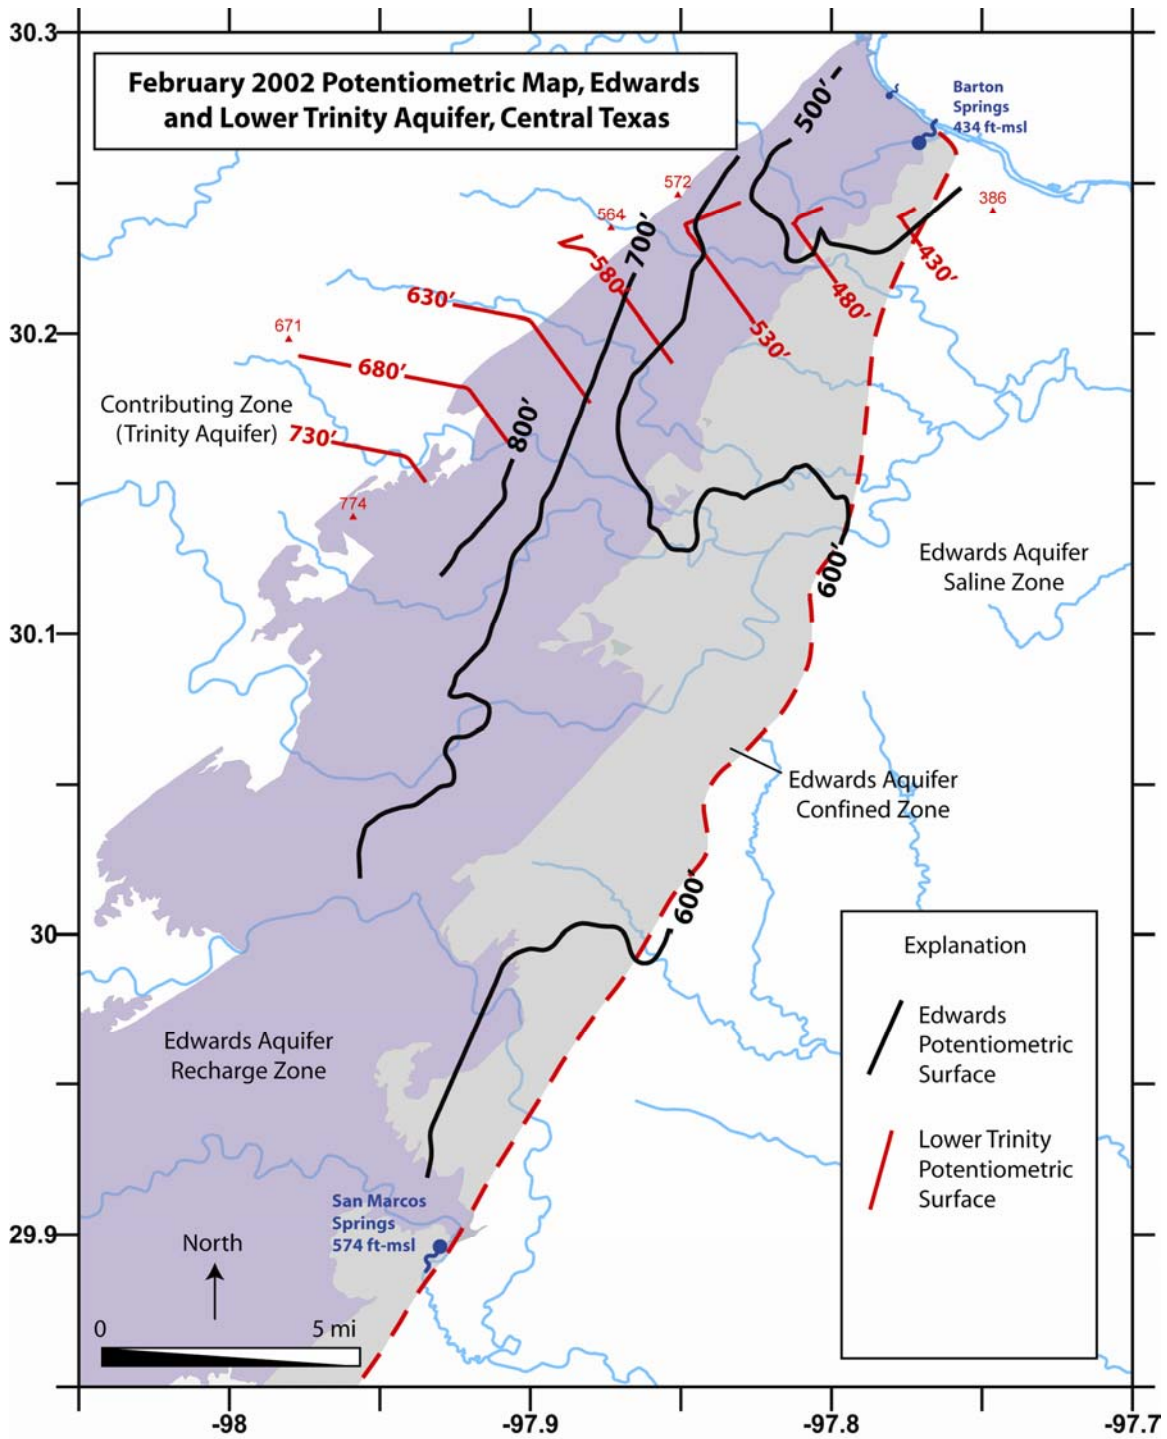 30.3
February 2002 Potentiometric Map, Edwards
and Lower Trinity Aquifer, Central Texas
500'
Barton
Springs
434 ft-msl
572
386
564
700'
580'
430'
630'
480'
671
30.2
530'
680'
Contributing Zone
(Trinity Aquifer)
730'
800'
774
Edwards Aquifer
Saline Zone
600'
30.1
Edwards Aquifer
Confined Zone
600'
30
Explanation
Edwards
Potentiometric
Surface
Edwards Aquifer
Recharge Zone
Lower Trinity
Potentiometric
Surface
San Marcos
Springs
574 ft-msl
29.9
North
0 5 mi
-98 -97.9 -97.8 -97.7